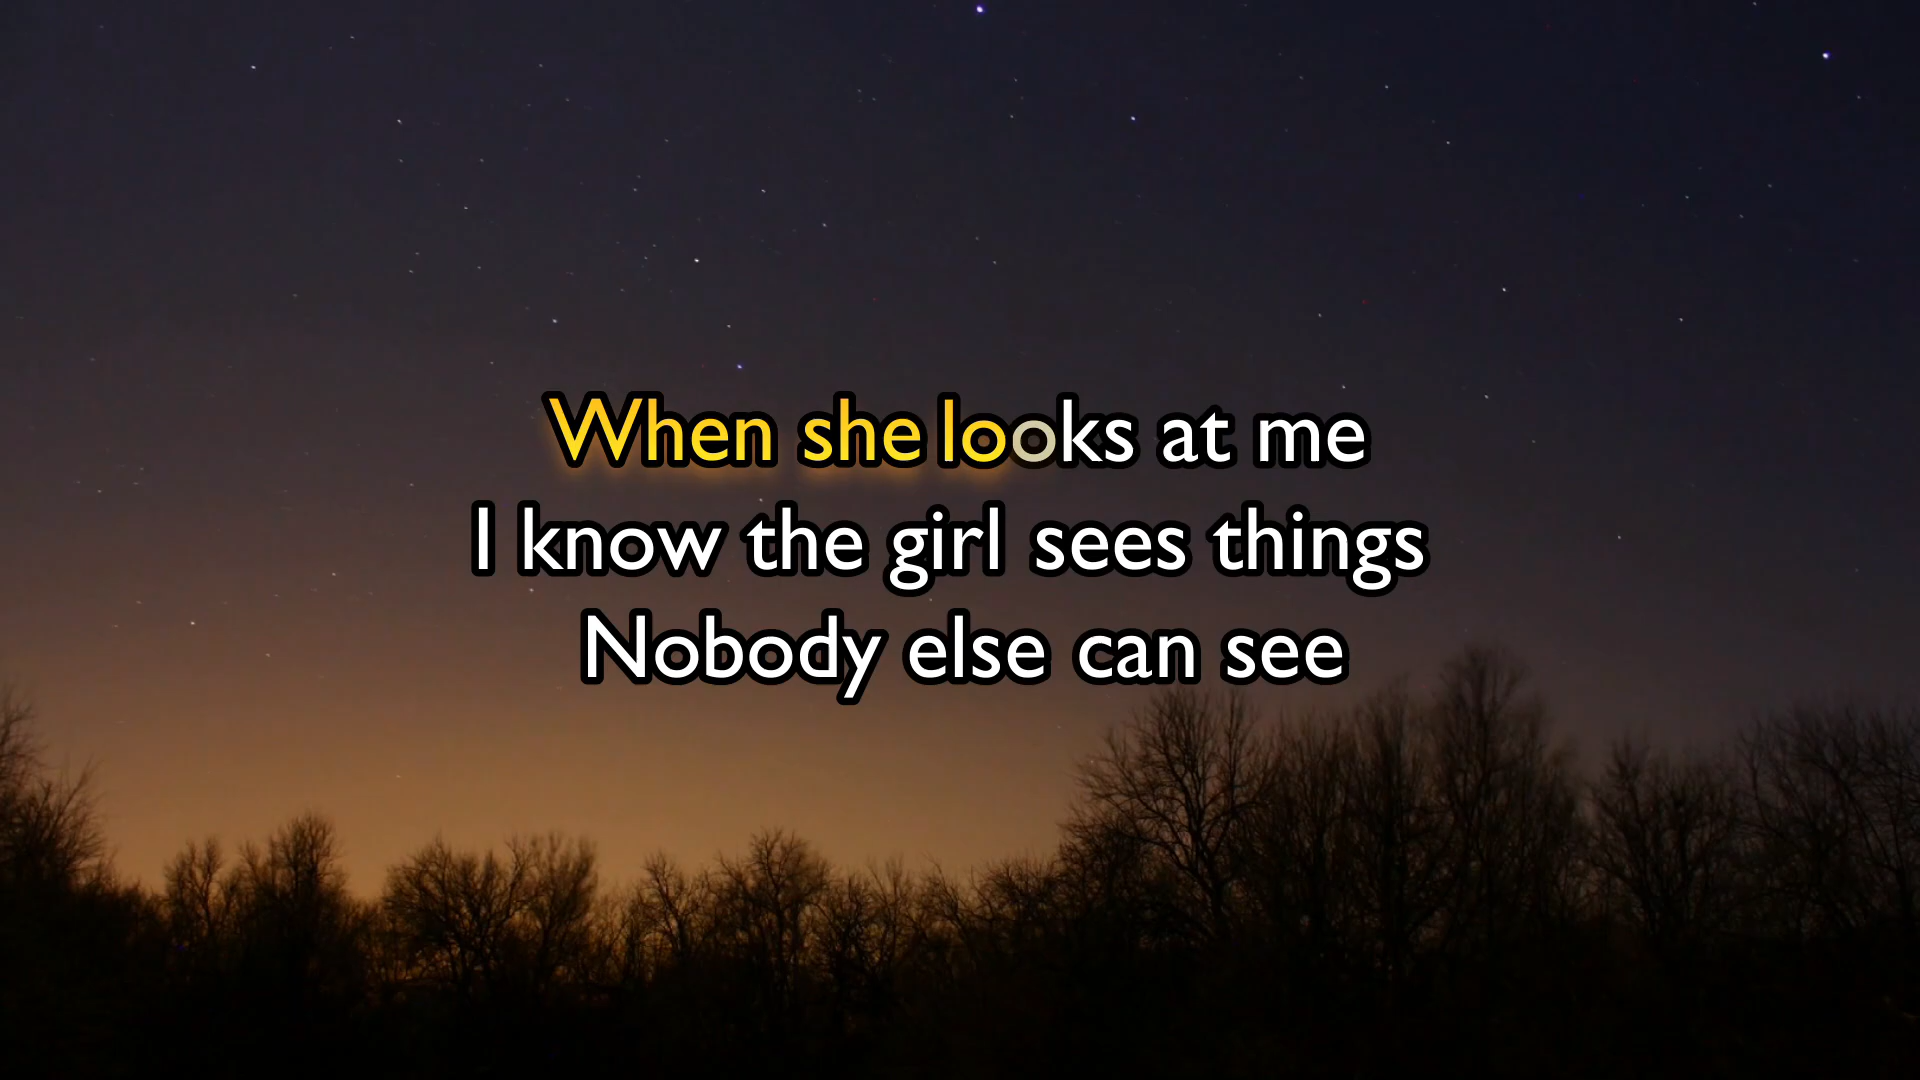 When she looks at me
I know the girl sees things
Nobody else can see